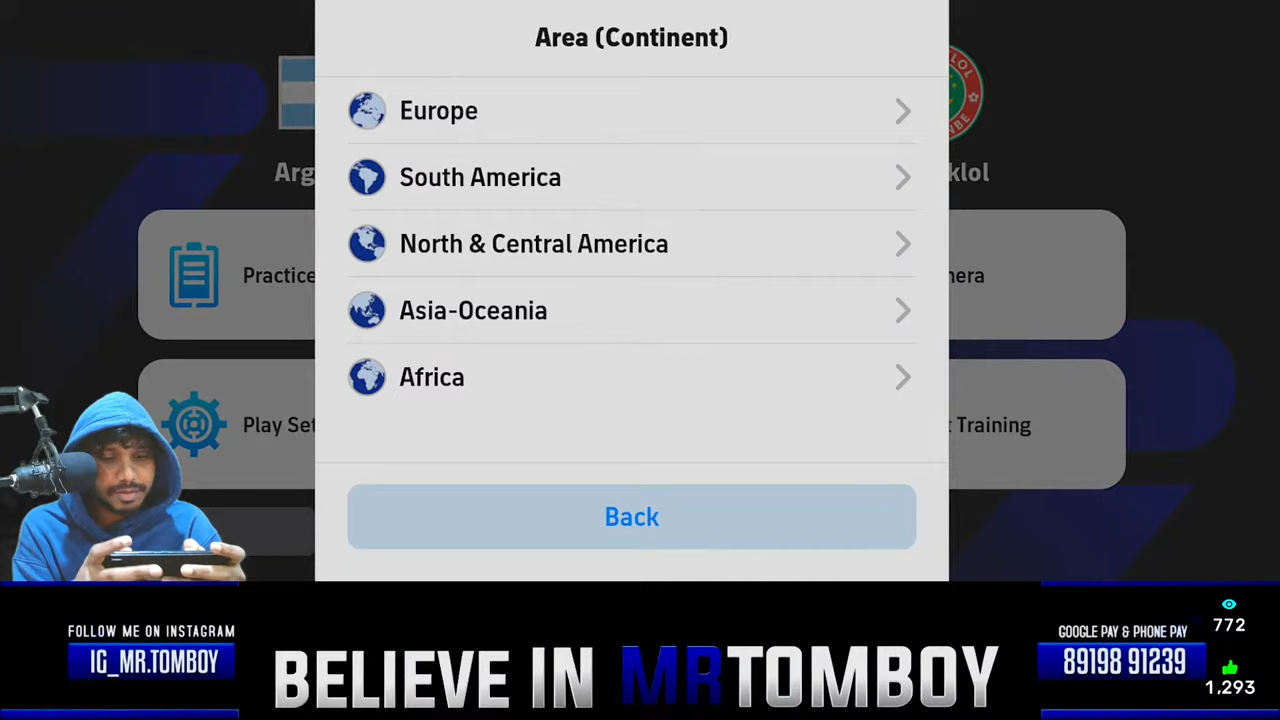 Area (Continent)
Europe
South America
North & Central America
Asia-Oceania
Africa
Back
Arg
klol
Practice
era
Play Set
Training
FOLLOW ME ON INSTAGRAM
IG_MR.TOMBOY
BELIEVE IN MRTOMBOY
GOOGLE PAY & PHONE PAY
89198 91239
772
1,293